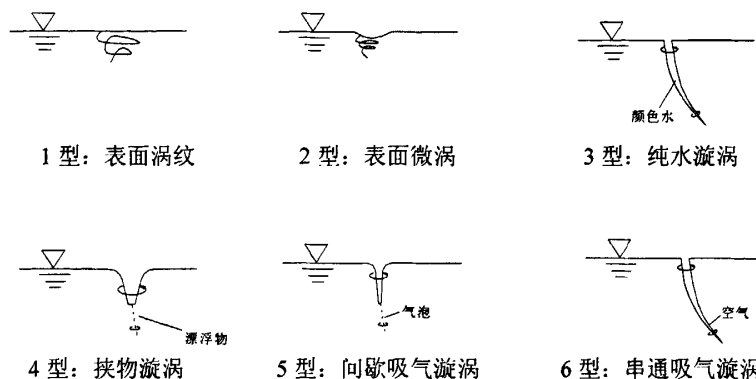 颜色水
1 型：表面涡纹
2 型：表面微涡
3 型：纯水漩涡
漂浮物
气泡
空气
4 型：挟物漩涡
5 型：间歇吸气漩涡
6 型：串通吸气漩涡